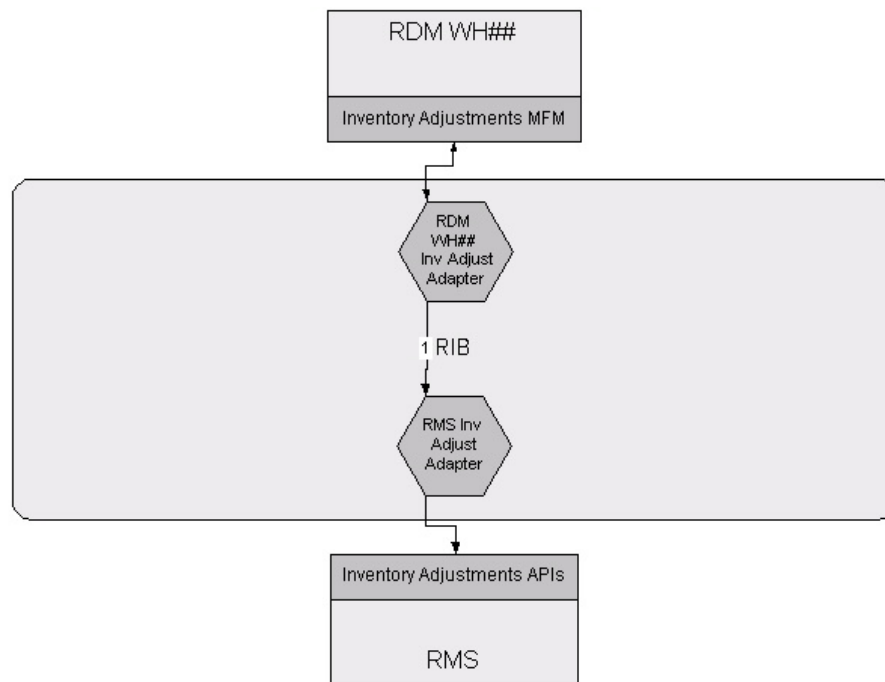 RDM WH##
Inventory Adjustments MFM
RDM
WH##
Inv Adjust
Adapter
1 RIB
RMS Inv
Adjust
Adapter
Inventory Adjustments APIs
RMS